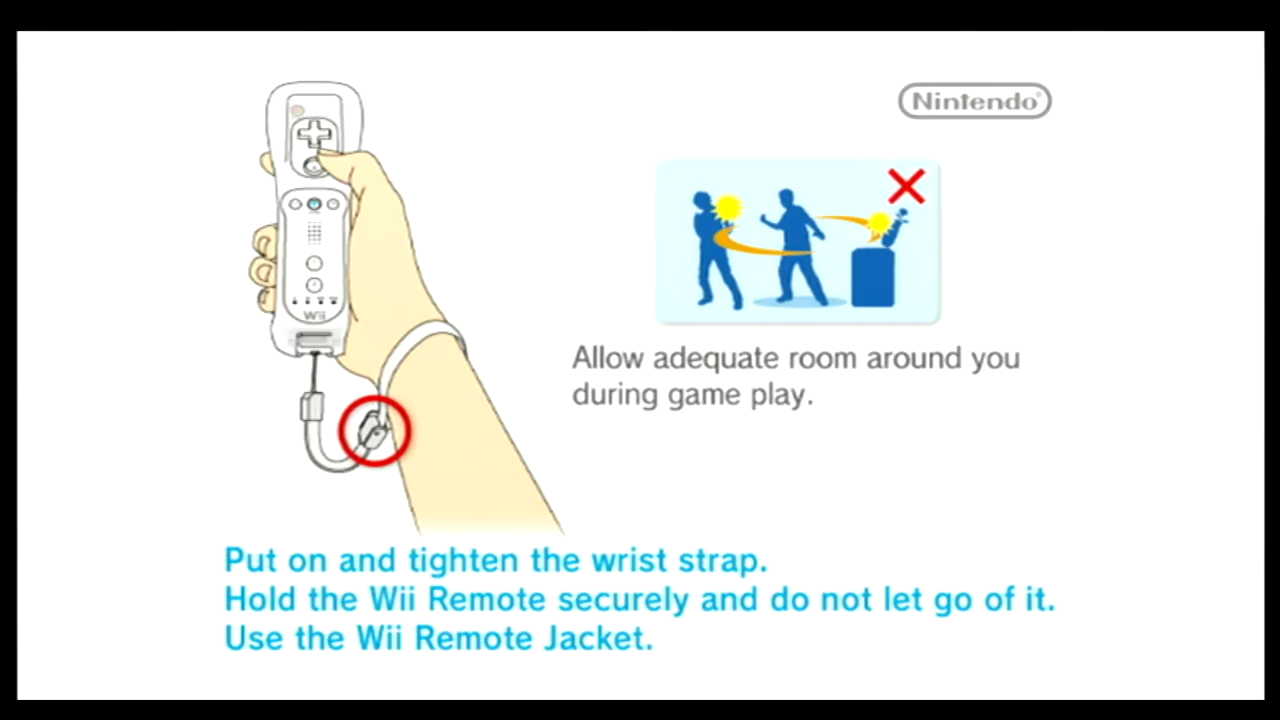 Nintendo®
Wii
Allow adequate room around you
during game play.
Put on and tighten the wrist strap.
Hold the Wii Remote securely and do not let go of it.
Use the Wii Remote Jacket.